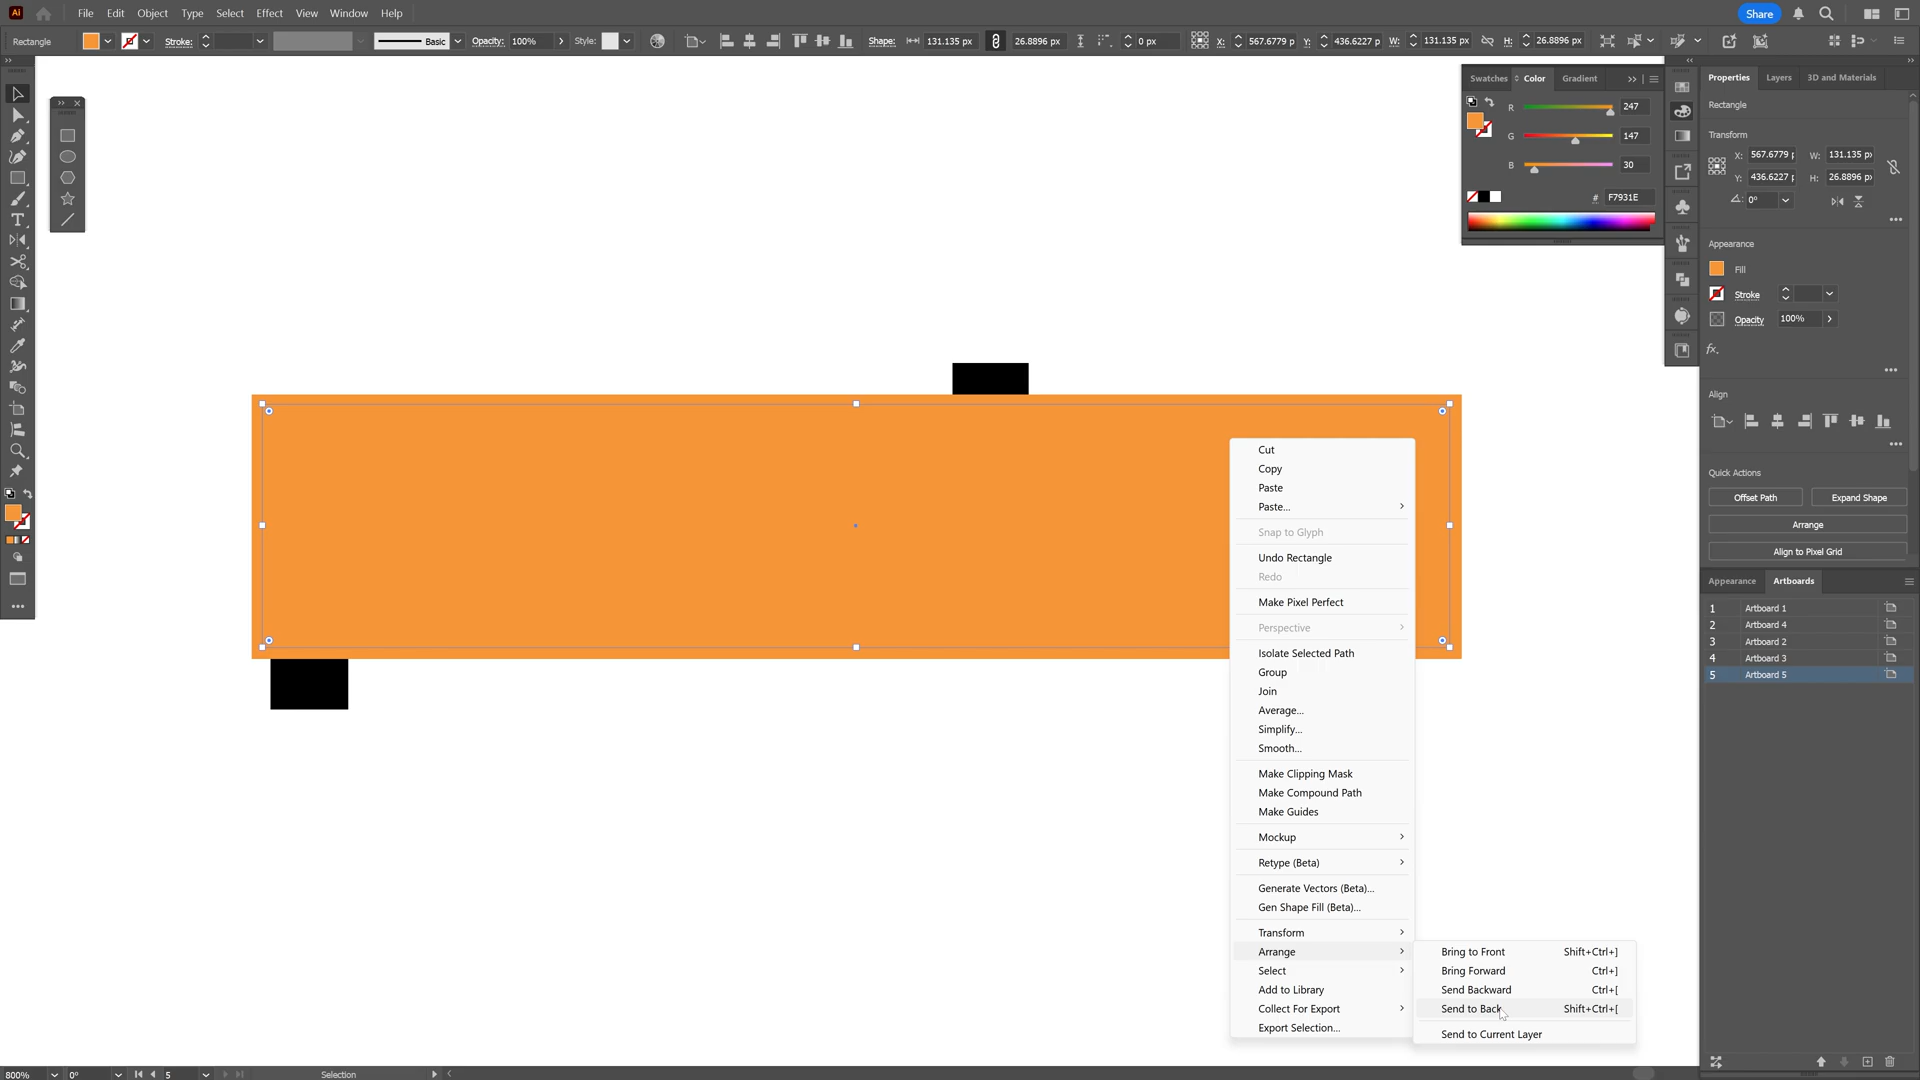 Ai File Edit Object Type Select Effect View Window Help Share
Rectangle Stroke: Basic Opacity: 100% Style: Shape: 131.135 px 26.8896 px 0 px X: 567.6779 p Y: 436.6227 p W: 131.135 px H: 26.8896 px
Swatches Color Gradient
R 247
G 147
B 30
# F7931E
Properties Layers 3D and Materials
Rectangle
Transform
X: 567.6779 W: 131.135 px
Y: 436.6227 H: 26.8896 px
0°
Appearance
Fill
Stroke
Opacity 100%
fx.
Align
Quick Actions
Offset Path Expand Shape
Arrange
Align to Pixel Grid
Appearance Artboards
1 Artboard 1
2 Artboard 4
3 Artboard 2
4 Artboard 3
5 Artboard 5
Cut
Copy
Paste
Paste...
Snap to Glyph
Undo Rectangle
Redo
Make Pixel Perfect
Perspective
Isolate Selected Path
Group
Join
Average...
Simplify...
Smooth...
Make Clipping Mask
Make Compound Path
Make Guides
Mockup
Retype (Beta)
Generate Vectors (Beta)...
Gen Shape Fill (Beta)...
Transform
Arrange
Select
Add to Library
Collect For Export
Export Selection...
Bring to Front Shift+Ctrl+]
Bring Forward Ctrl+]
Send Backward Ctrl+[
Send to Back Shift+Ctrl+[
Send to Current Layer
800% 0° 5 Selection